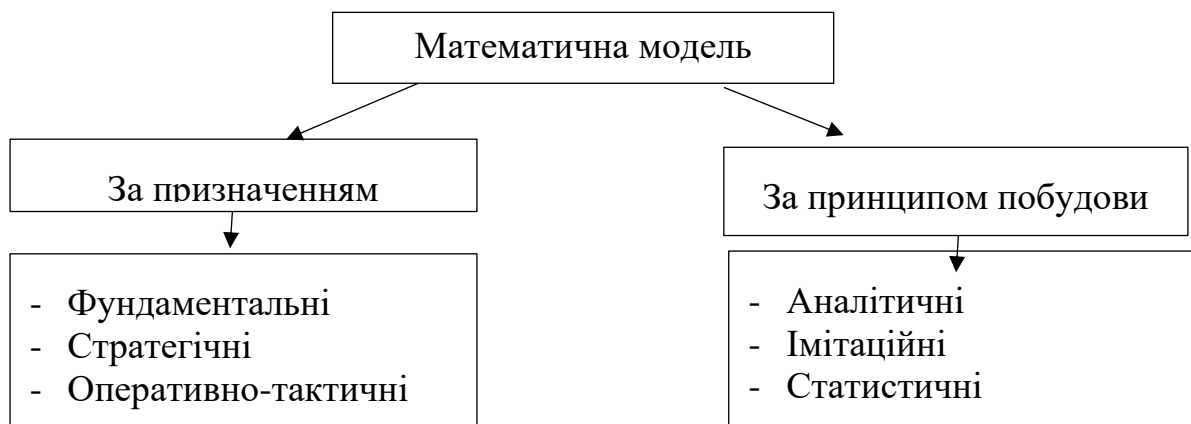 Математична модель
За призначенням
За принципом побудови
- Фундаментальні
- Стратегічні
- Оперативно-тактичні
- Аналітичні
- Імітаційні
- Статистичні